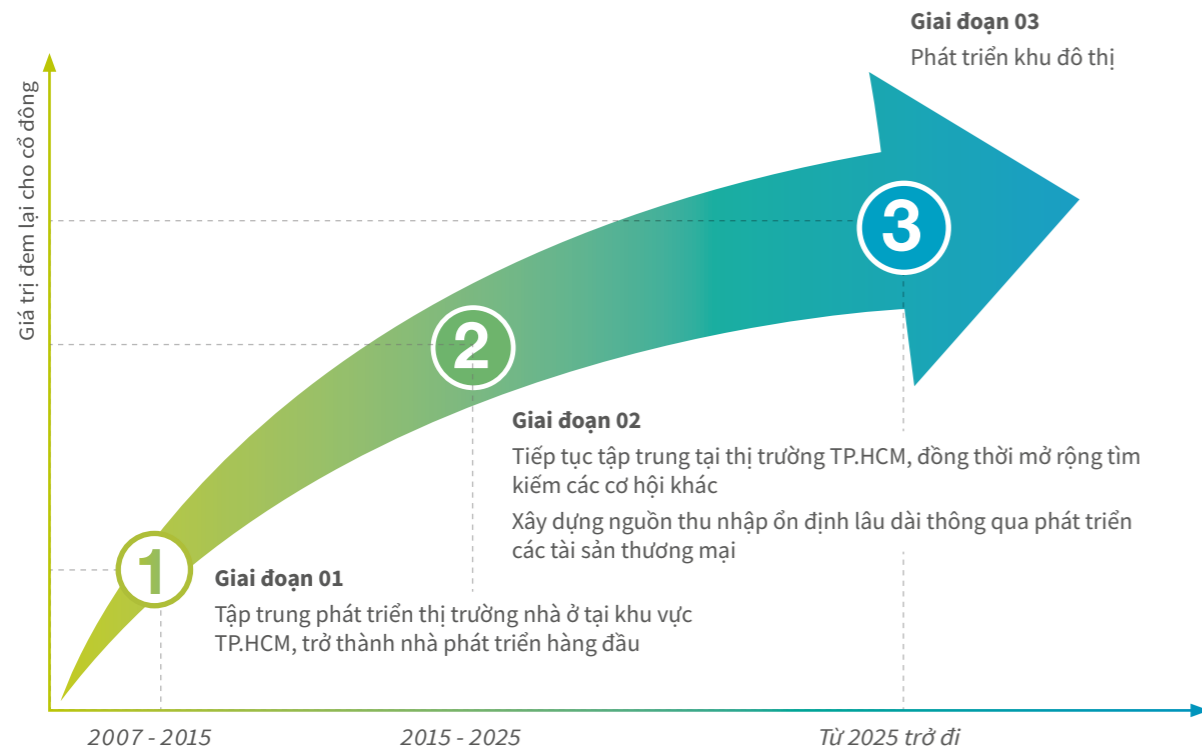 Giai đoạn 03
Phát triển khu đô thị
Giá trị đem lại cho cổ đông
3
2
Giai đoạn 02
Tiếp tục tập trung tại thị trường TP.HCM, đồng thời mở rộng tìm
kiếm các cơ hội khác
Xây dựng nguồn thu nhập ổn định lâu dài thông qua phát triển
các tài sản thương mại
1
Giai đoạn 01
Tập trung phát triển thị trường nhà ở tại khu vực
TP.HCM, trở thành nhà phát triển hàng đầu
2007 - 2015
2015 - 2025
Từ 2025 trở đi